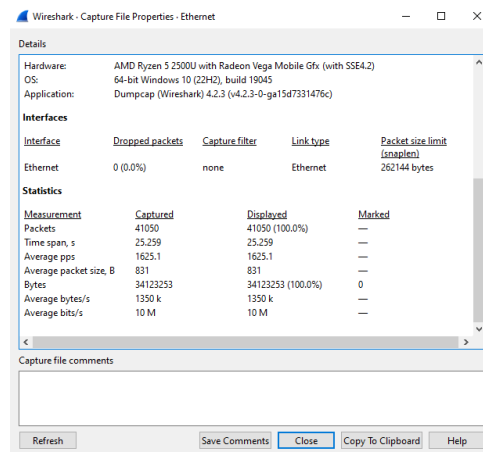 Wireshark · Capture File Properties · Ethernet
Details
Hardware: AMD Ryzen 5 2500U with Radeon Vega Mobile Gfx (with SSE4.2)
OS: 64-bit Windows 10 (22H2), build 19045
Application: Dumpcap (Wireshark) 4.2.3 (v4.2.3-0-ga15d7331476c)
Interfaces
Interface Dropped packets Capture filter Link type Packet size limit
(snaplen)
Ethernet 0 (0.0%) none Ethernet 262144 bytes
Statistics
Measurement Captured Displayed Marked
Packets 41050 41050 (100.0%) —
Time span, s 25.259 25.259 —
Average pps 1625.1 1625.1 —
Average packet size, B 831 831 —
Bytes 34123253 34123253 (100.0%) 0
Average bytes/s 1350 k 1350 k —
Average bits/s 10 M 10 M —
Capture file comments
Refresh Save Comments Close Copy To Clipboard Help